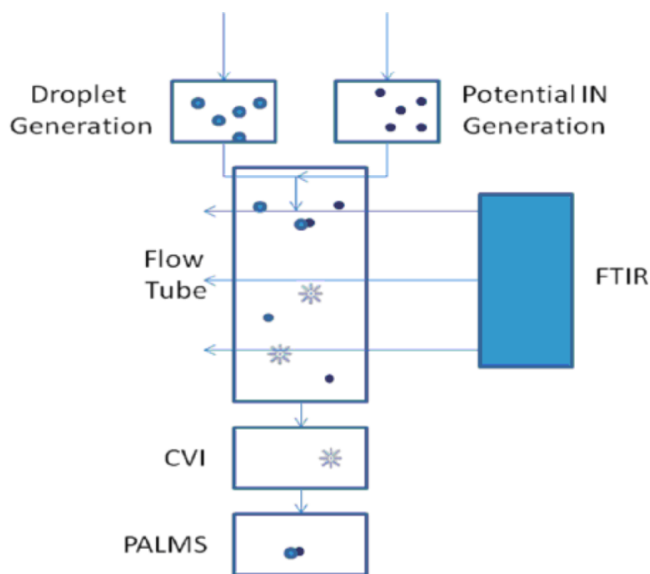 Droplet
Generation
Potential IN
Generation
Flow
Tube
FTIR
CVI
PALMS